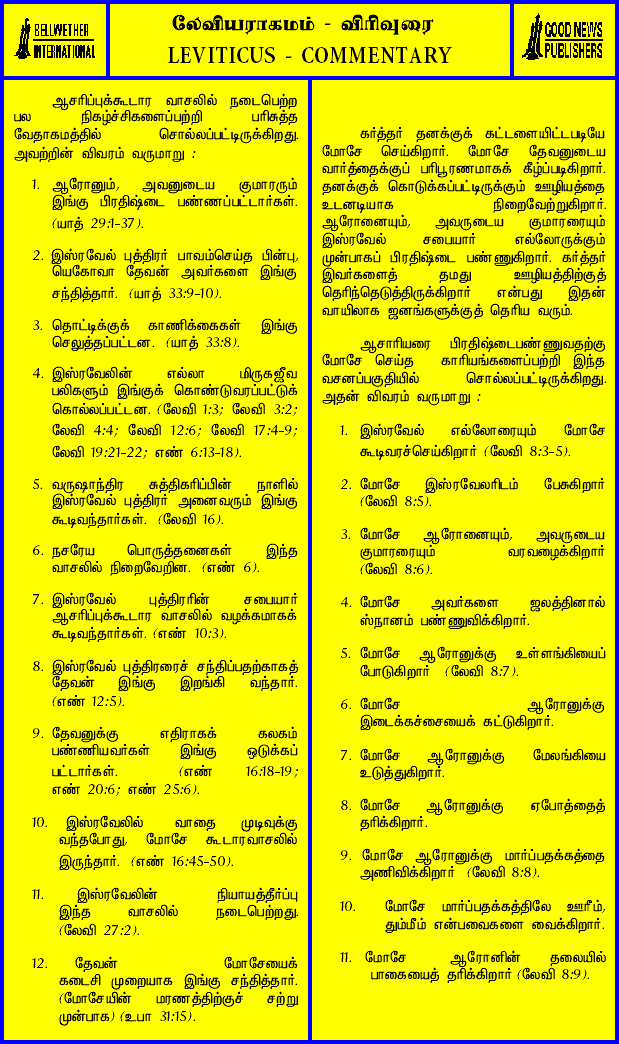 BELLWETHER
INTERNATIONAL
லேவியராகமம் - விரிவுரை
LEVITICUS - COMMENTARY
GOOD NEWS
PUBLISHERS
ஆசரிப்புக்கூடார வாசலில் நடைபெற்ற
பல நிகழ்ச்சிகளைப்பற்றி பரிசுத்த
வேதாகமத்தில் சொல்லப்பட்டிருக்கிறது.
அவற்றின் விவரம் வருமாறு :
1. ஆரோனும், அவனுடைய குமாரரும்
இங்கு பிரதிஷ்டை பண்ணப்பட்டார்கள்.
(யாத் 29:1-37).
2. இஸ்ரவேல் புத்திரர் பாவம்செய்த பின்பு,
யெகோவா தேவன் அவர்களை இங்கு
சந்தித்தார். (யாத் 33:9-10).
3. தொட்டிக்குக் காணிக்கைகள் இங்கு
செலுத்தப்பட்டன. (யாத் 33:8).
4. இஸ்ரவேலின் எல்லா மிருகஜீவ
பலிகளும் இங்குக் கொண்டுவரப்பட்டுக்
கொல்லப்பட்டன. (லேவி 1:3; லேவி 3:2;
லேவி 4:4; லேவி 12:6; லேவி 17:4-9;
லேவி 19:21-22; எண் 6:13-18).
5. வருஷாந்திர சுத்திகரிப்பின் நாளில்
இஸ்ரவேல் புத்திரர் அனைவரும் இங்கு
கூடிவந்தார்கள். (லேவி 16).
6. நசரேய பொருத்தனைகள் இந்த
வாசலில் நிறைவேறின. (எண் 6).
7. இஸ்ரவேல் புத்திரரின் சபையார்
ஆசரிப்புக்கூடார வாசலில் வழக்கமாகக்
கூடிவந்தார்கள். (எண் 10:3).
8. இஸ்ரவேல் புத்திரரைச் சந்திப்பதற்காகத்
தேவன் இங்கு இறங்கி வந்தார்.
(எண் 12:5).
9. தேவனுக்கு எதிராகக் கலகம்
பண்ணியவர்கள் இங்கு ஒடுக்கப்
பட்டார்கள். (எண் 16:18-19;
எண் 20:6; எண் 25:6).
10. இஸ்ரவேலில் வாதை முடிவுக்கு
வந்தபோது, மோசே கூடாரவாசலில்
இருந்தார். (எண் 16:45-50).
11. இஸ்ரவேலின் நியாயத்தீர்ப்பு
இந்த வாசலில் நடைபெற்றது.
(லேவி 27:2).
12. தேவன் மோசேயைக்
கடைசி முறையாக இங்கு சந்தித்தார்.
(மோசேயின் மரணத்திற்குச் சற்று
முன்பாக) (உபா 31:15).
கர்த்தர் தனக்குக் கட்டளையிட்டபடியே
மோசே செய்கிறார். மோசே தேவனுடைய
வார்த்தைக்குப் பரிபூரணமாகக் கீழ்ப்படிகிறார்.
தனக்குக் கொடுக்கப்பட்டிருக்கும் ஊழியத்தை
உடனடியாக நிறைவேற்றுகிறார்.
ஆரோனையும், அவருடைய குமாரரையும்
இஸ்ரவேல் சபையார் எல்லோருக்கும்
முன்பாகப் பிரதிஷ்டை பண்ணுகிறார். கர்த்தர்
இவர்களைத் தமது ஊழியத்திற்குத்
தெரிந்தெடுத்திருக்கிறார் என்பது இதன்
வாயிலாக ஜனங்களுக்குத் தெரிய வரும்.
ஆசாரியரை பிரதிஷ்டைபண்ணுவதற்கு
மோசே செய்த காரியங்களைப்பற்றி இந்த
வசனப்பகுதியில் சொல்லப்பட்டிருக்கிறது.
அதன் விவரம் வருமாறு :
1. இஸ்ரவேல் எல்லோரையும் மோசே
கூடிவரச்செய்கிறார் (லேவி 8:3-5).
2. மோசே இஸ்ரவேலரிடம் பேசுகிறார்
(லேவி 8:5).
3. மோசே ஆரோனையும், அவருடைய
குமாரரையும் வரவழைக்கிறார்
(லேவி 8:6).
4. மோசே அவர்களை ஜலத்தினால்
ஸ்நானம் பண்ணுவிக்கிறார்.
5. மோசே ஆரோனுக்கு உள்ளங்கியைப்
போடுகிறார் (லேவி 8:7).
6. மோசே ஆரோனுக்கு
இடைக்கச்சையைக் கட்டுகிறார்.
7. மோசே ஆரோனுக்கு மேலங்கியை
உடுத்துகிறார்.
8. மோசே ஆரோனுக்கு ஏபோத்தைத்
தரிக்கிறார்.
9. மோசே ஆரோனுக்கு மார்ப்பதக்கத்தை
அணிவிக்கிறார் (லேவி 8:8).
10. மோசே மார்ப்பதக்கத்திலே ஊரீம்,
தும்மீம் என்பவைகளை வைக்கிறார்.
11. மோசே ஆரோனின் தலையில்
பாகையைத் தரிக்கிறார் (லேவி 8:9).